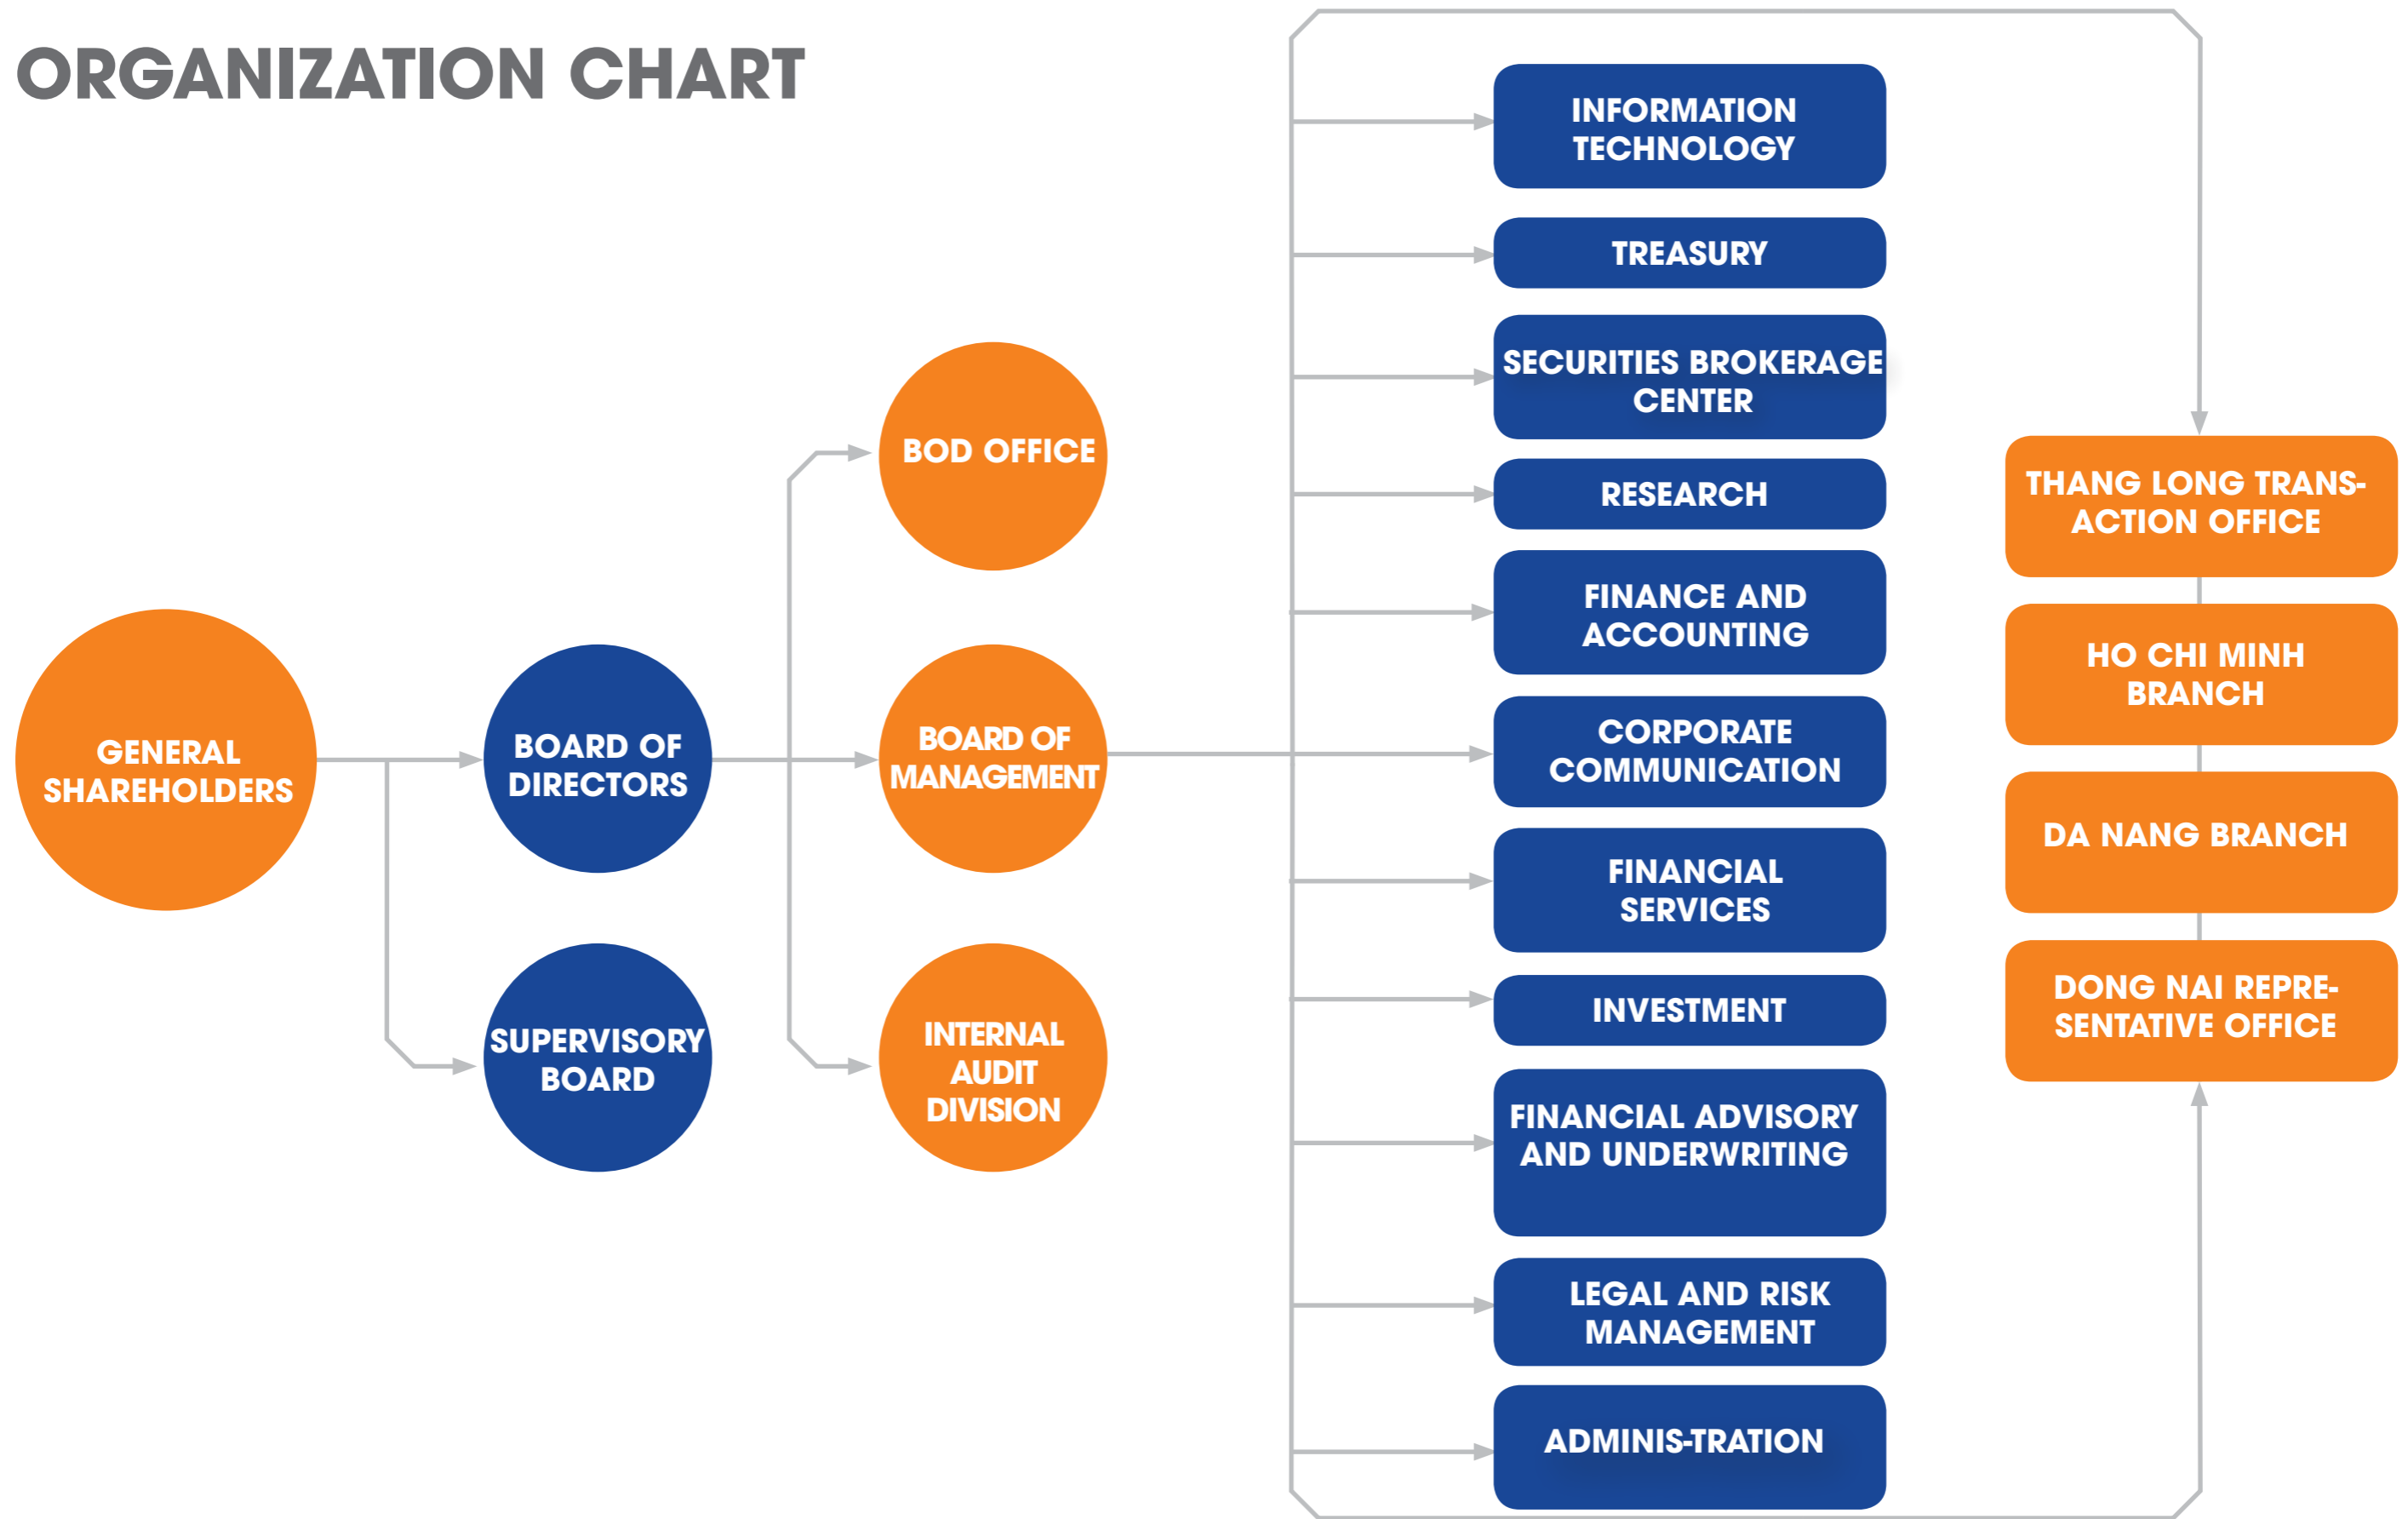 ORGANIZATION CHART
GENERAL
SHAREHOLDERS
BOARD OF
DIRECTORS
SUPERVISORY
BOARD
BOD OFFICE
BOARD OF
MANAGEMENT
INTERNAL
AUDIT
DIVISION
INFORMATION
TECHNOLOGY
TREASURY
SECURITIES BROKERAGE
CENTER
RESEARCH
FINANCE AND
ACCOUNTING
CORPORATE
COMMUNICATION
FINANCIAL
SERVICES
INVESTMENT
FINANCIAL ADVISORY
AND UNDERWRITING
LEGAL AND RISK
MANAGEMENT
ADMINIS-TRATION
THANG LONG TRANS-
ACTION OFFICE
HO CHI MINH
BRANCH
DA NANG BRANCH
DONG NAI REPRE-
SENTATIVE OFFICE